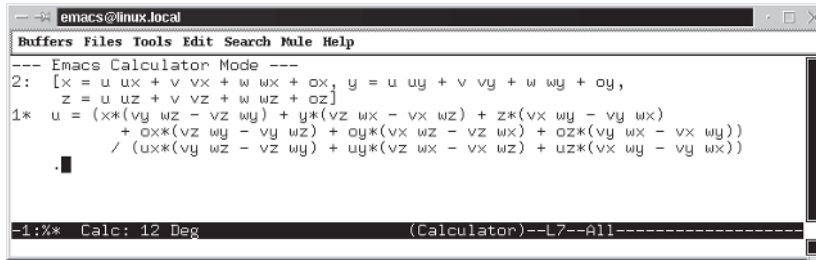 emacs@linux.local
Buffers Files Tools Edit Search Mule Help
--- Emacs Calculator Mode ---
2:  [x = u ux + v vx + w wx + ox, y = u uy + v vy + w wy + oy,
z = u uz + v vz + w wz + oz]
1*  u = (x*(vy wz - vz wy) + y*(vz wx - vx wz) + z*(vx wy - vy wx)
+ ox*(vz wy - vy wz) + oy*(vx wz - vz wx) + oz*(vy wx - vx wy))
/ (ux*(vy wz - vz wy) + uy*(vz wx - vx wz) + uz*(vx wy - vy wx))
.
-1:%*  Calc: 12 Deg (Calculator)--L7--All-------------------